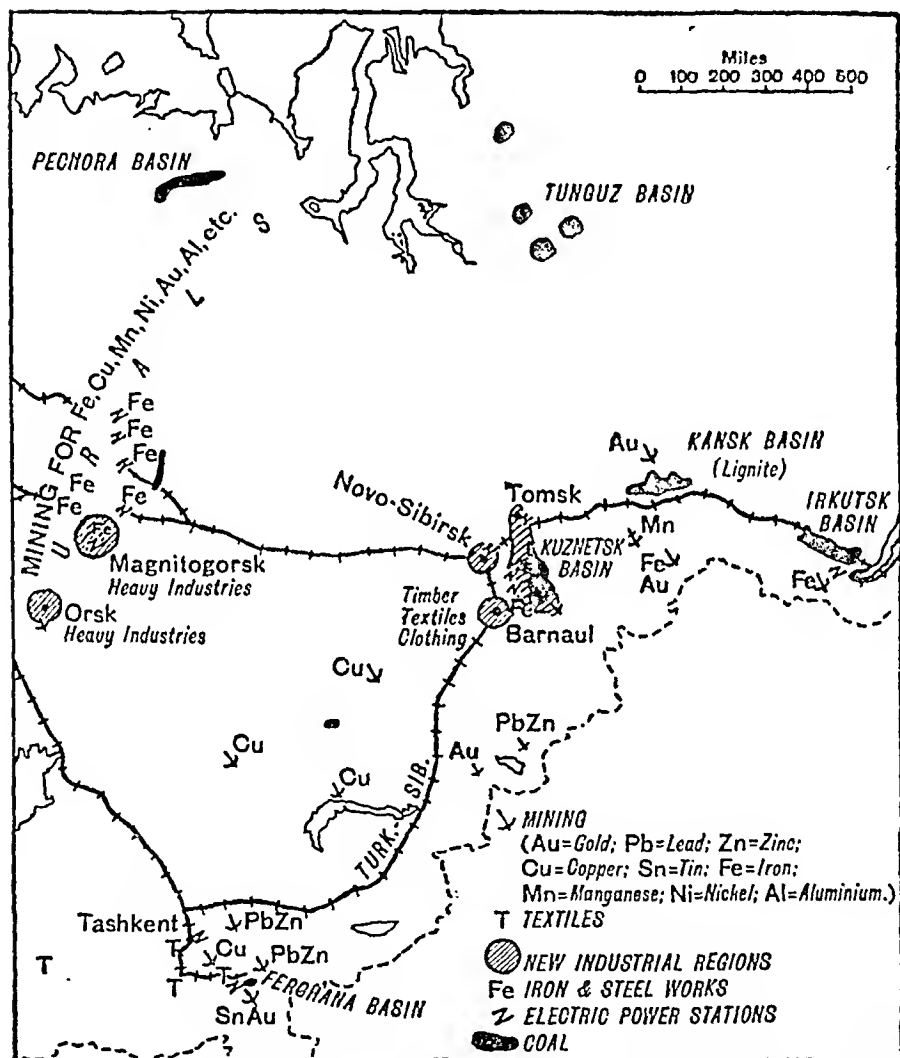 Miles
0 100 200 300 400 500
PECHORA BASIN
TUNGUZ BASIN
MINING FOR Fe, Cu, Mn, Ni, Au, Al, etc.
URALS
Fe
Fe
Fe
Fe
Fe
Fe
Fe
Magnitogorsk
Heavy Industries
Orsk
Heavy Industries
Novo-Sibirsk
Tomsk
KUZNETSK
BASIN
Au
KANSK BASIN
(Lignite)
IRKUTSK
BASIN
Mn
Fe
Au
Fe
Timber
Textiles
Clothing
Fe
Barnaul
Cu
Cu
Cu
Au
PbZn
TURK.-SIB.
Tashkent
PbZn
T
Cu
PbZn
T
T
T
FERGHANA BASIN
SnAu
MINING
(Au=Gold; Pb=Lead; Zn=Zinc;
Cu=Copper; Sn=Tin; Fe=Iron;
Mn=Manganese; Ni=Nickel; Al=Aluminium.)
T TEXTILES
NEW INDUSTRIAL REGIONS
Fe IRON & STEEL WORKS
ELECTRIC POWER STATIONS
COAL